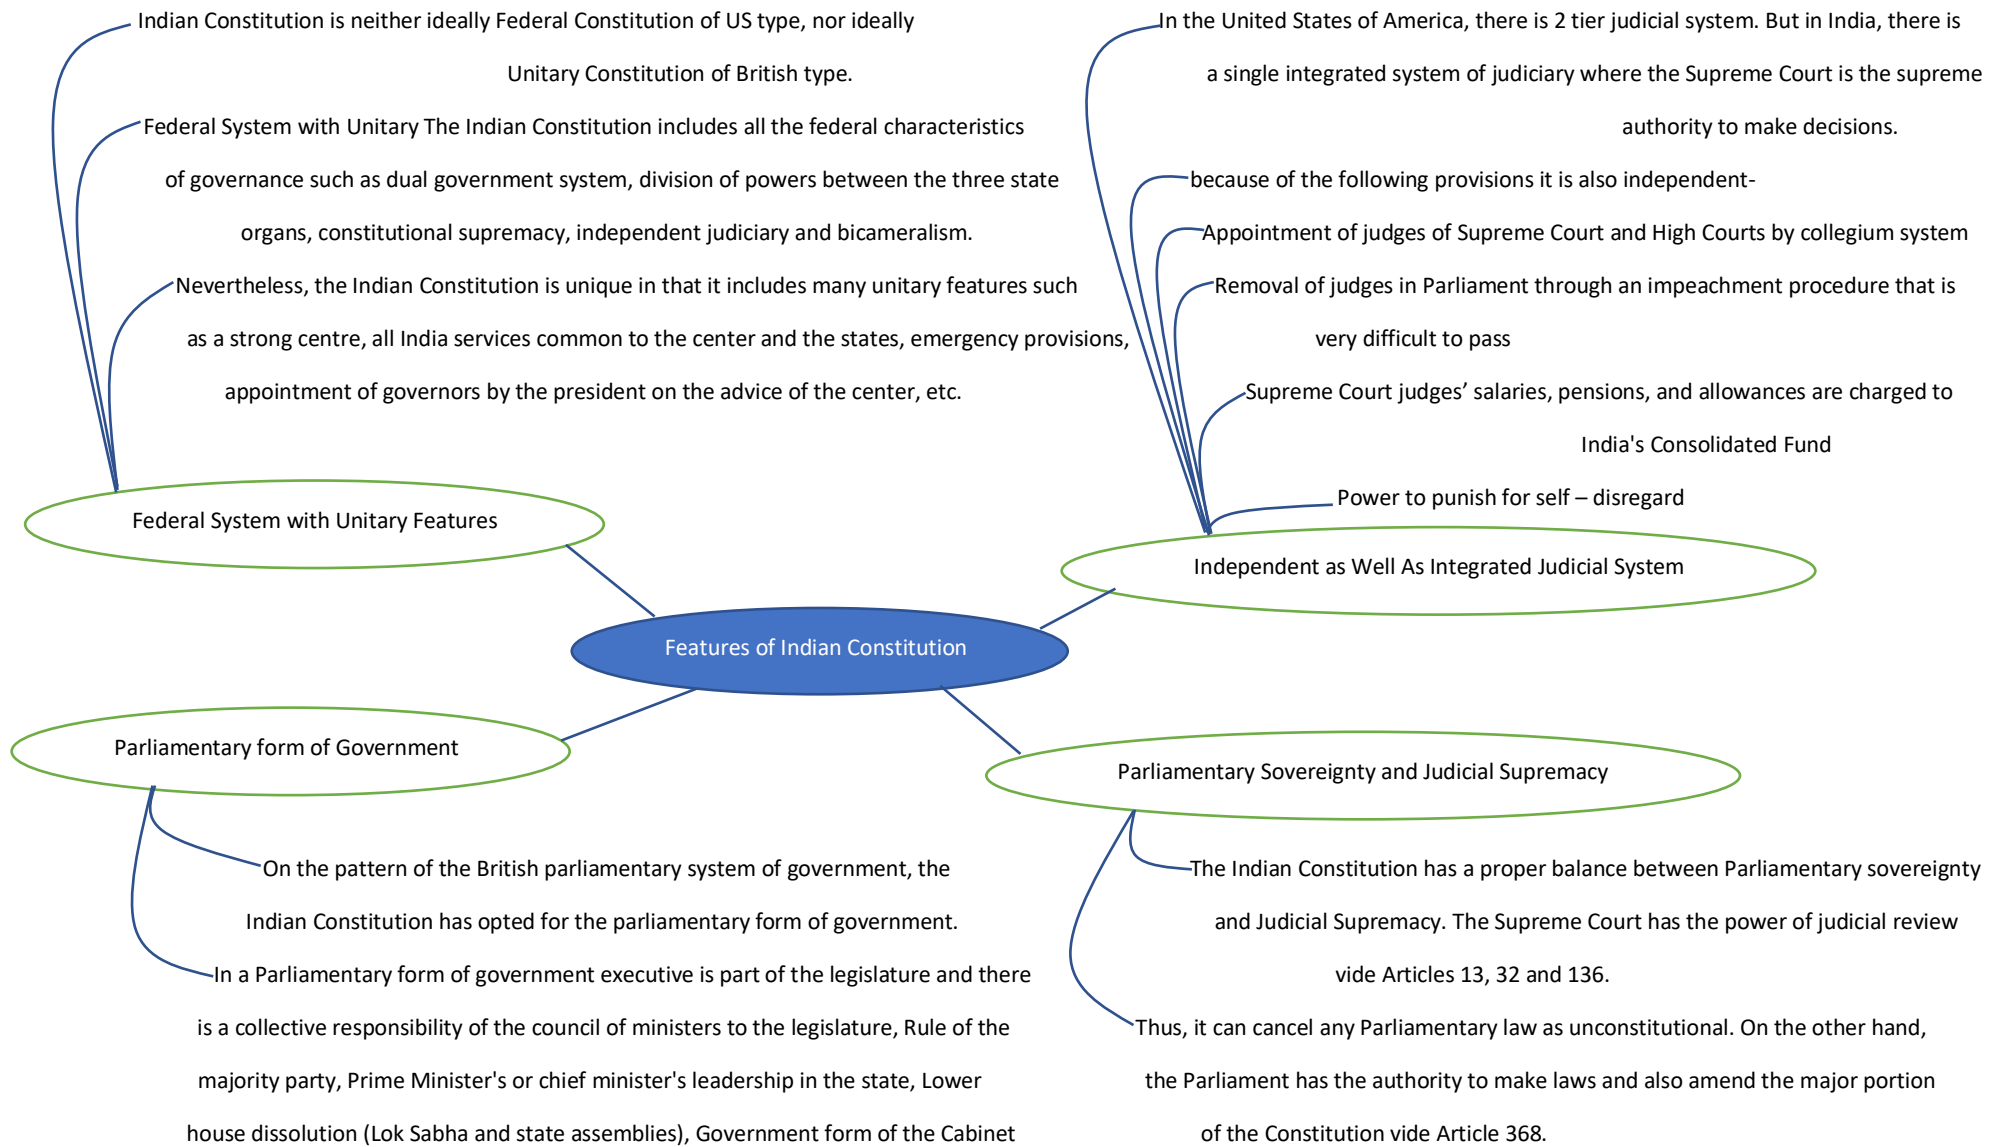 Indian Constitution is neither ideally Federal Constitution of US type, nor ideally
Unitary Constitution of British type.
Federal System with Unitary The Indian Constitution includes all the federal characteristics
of governance such as dual government system, division of powers between the three state
organs, constitutional supremacy, independent judiciary and bicameralism.
Nevertheless, the Indian Constitution is unique in that it includes many unitary features such
as a strong centre, all India services common to the center and the states, emergency provisions,
appointment of governors by the president on the advice of the center, etc.
Federal System with Unitary Features
In the United States of America, there is 2 tier judicial system. But in India, there is
a single integrated system of judiciary where the Supreme Court is the supreme
authority to make decisions.
because of the following provisions it is also independent-
Appointment of judges of Supreme Court and High Courts by collegium system
Removal of judges in Parliament through an impeachment procedure that is
very difficult to pass
Supreme Court judges’ salaries, pensions, and allowances are charged to
India's Consolidated Fund
Power to punish for self – disregard
Independent as Well As Integrated Judicial System
Features of Indian Constitution
Parliamentary form of Government
On the pattern of the British parliamentary system of government, the
Indian Constitution has opted for the parliamentary form of government.
In a Parliamentary form of government executive is part of the legislature and there
is a collective responsibility of the council of ministers to the legislature, Rule of the
majority party, Prime Minister's or chief minister's leadership in the state, Lower
house dissolution (Lok Sabha and state assemblies), Government form of the Cabinet
Parliamentary Sovereignty and Judicial Supremacy
The Indian Constitution has a proper balance between Parliamentary sovereignty
and Judicial Supremacy. The Supreme Court has the power of judicial review
vide Articles 13, 32 and 136.
Thus, it can cancel any Parliamentary law as unconstitutional. On the other hand,
the Parliament has the authority to make laws and also amend the major portion
of the Constitution vide Article 368.